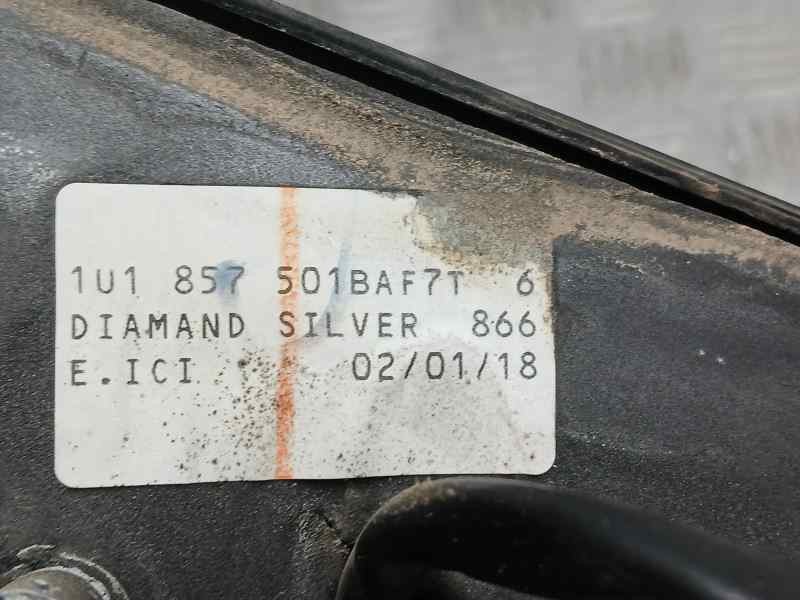 1U1 857 501BAF7T 6
DIAMAND SILVER 866
E.ICI 02/01/18